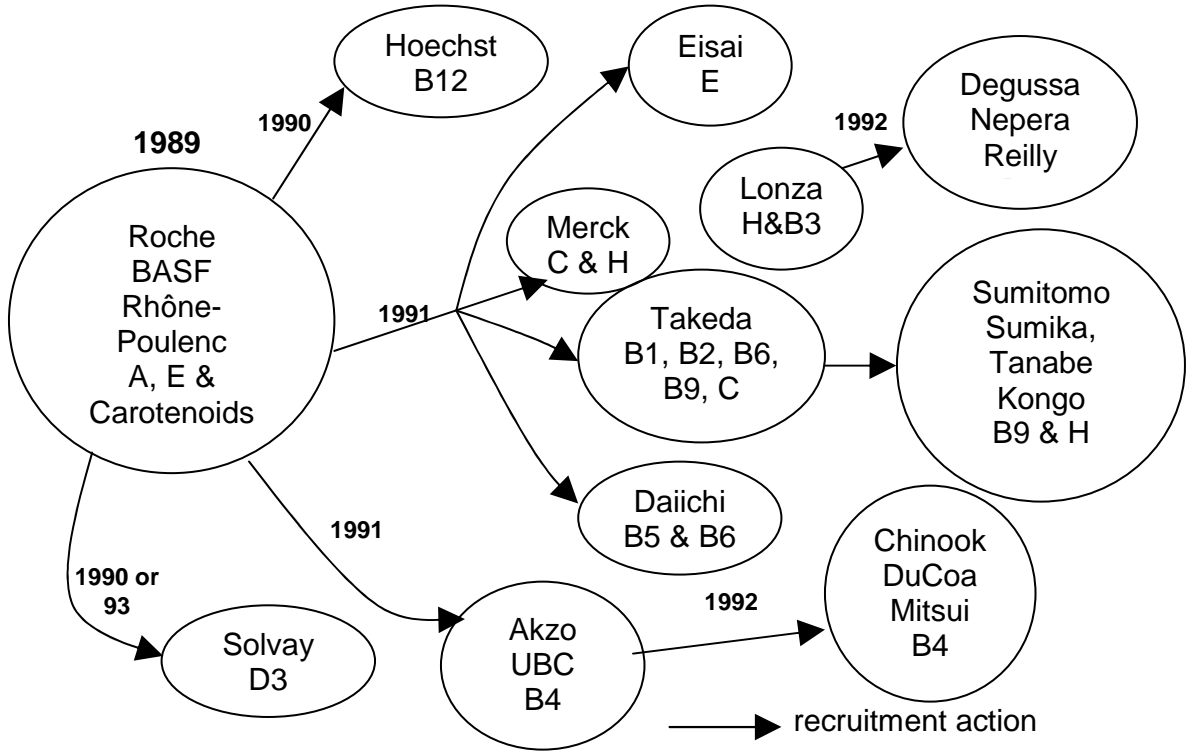 1989
Roche
BASF
Rhône-
Poulenc
A, E &
Carotenoids
1990
Hoechst
B12
1991
Eisai
E
Merck
C & H
Takeda
B1, B2, B6,
B9, C
Daiichi
B5 & B6
Lonza
H&B3
1992
Degussa
Nepera
Reilly
Sumitomo
Sumika,
Tanabe
Kongo
B9 & H
1990 or
93
Solvay
D3
1991
Akzo
UBC
B4
1992
Chinook
DuCoa
Mitsui
B4
recruitment action